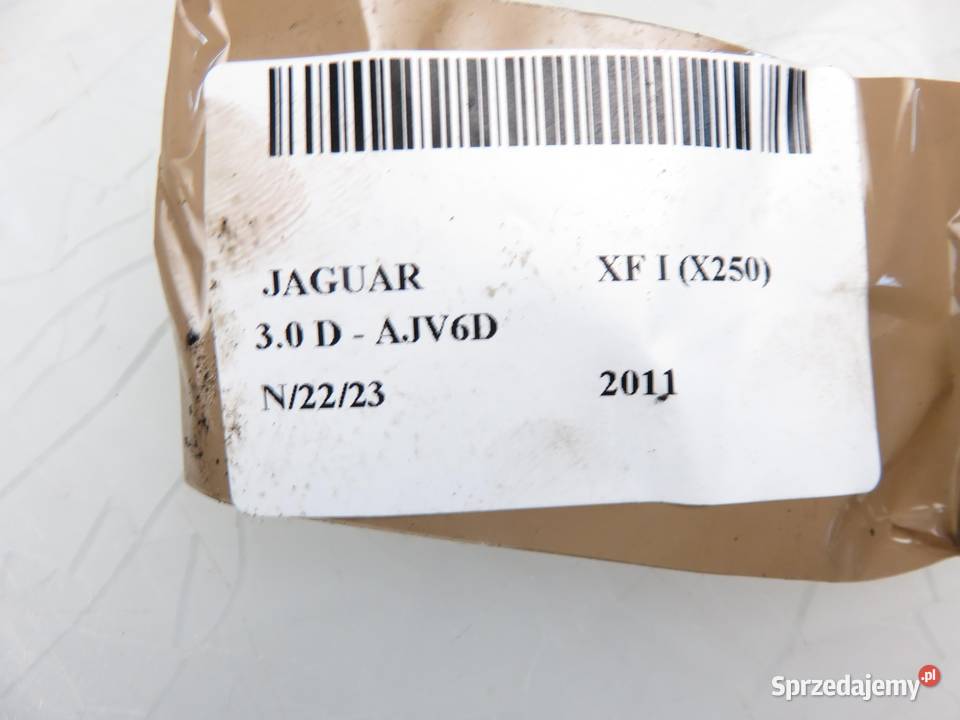 JAGUAR XF I (X250)
3.0 D - AJV6D
N/22/23 2011
Sprzedajemy.pl